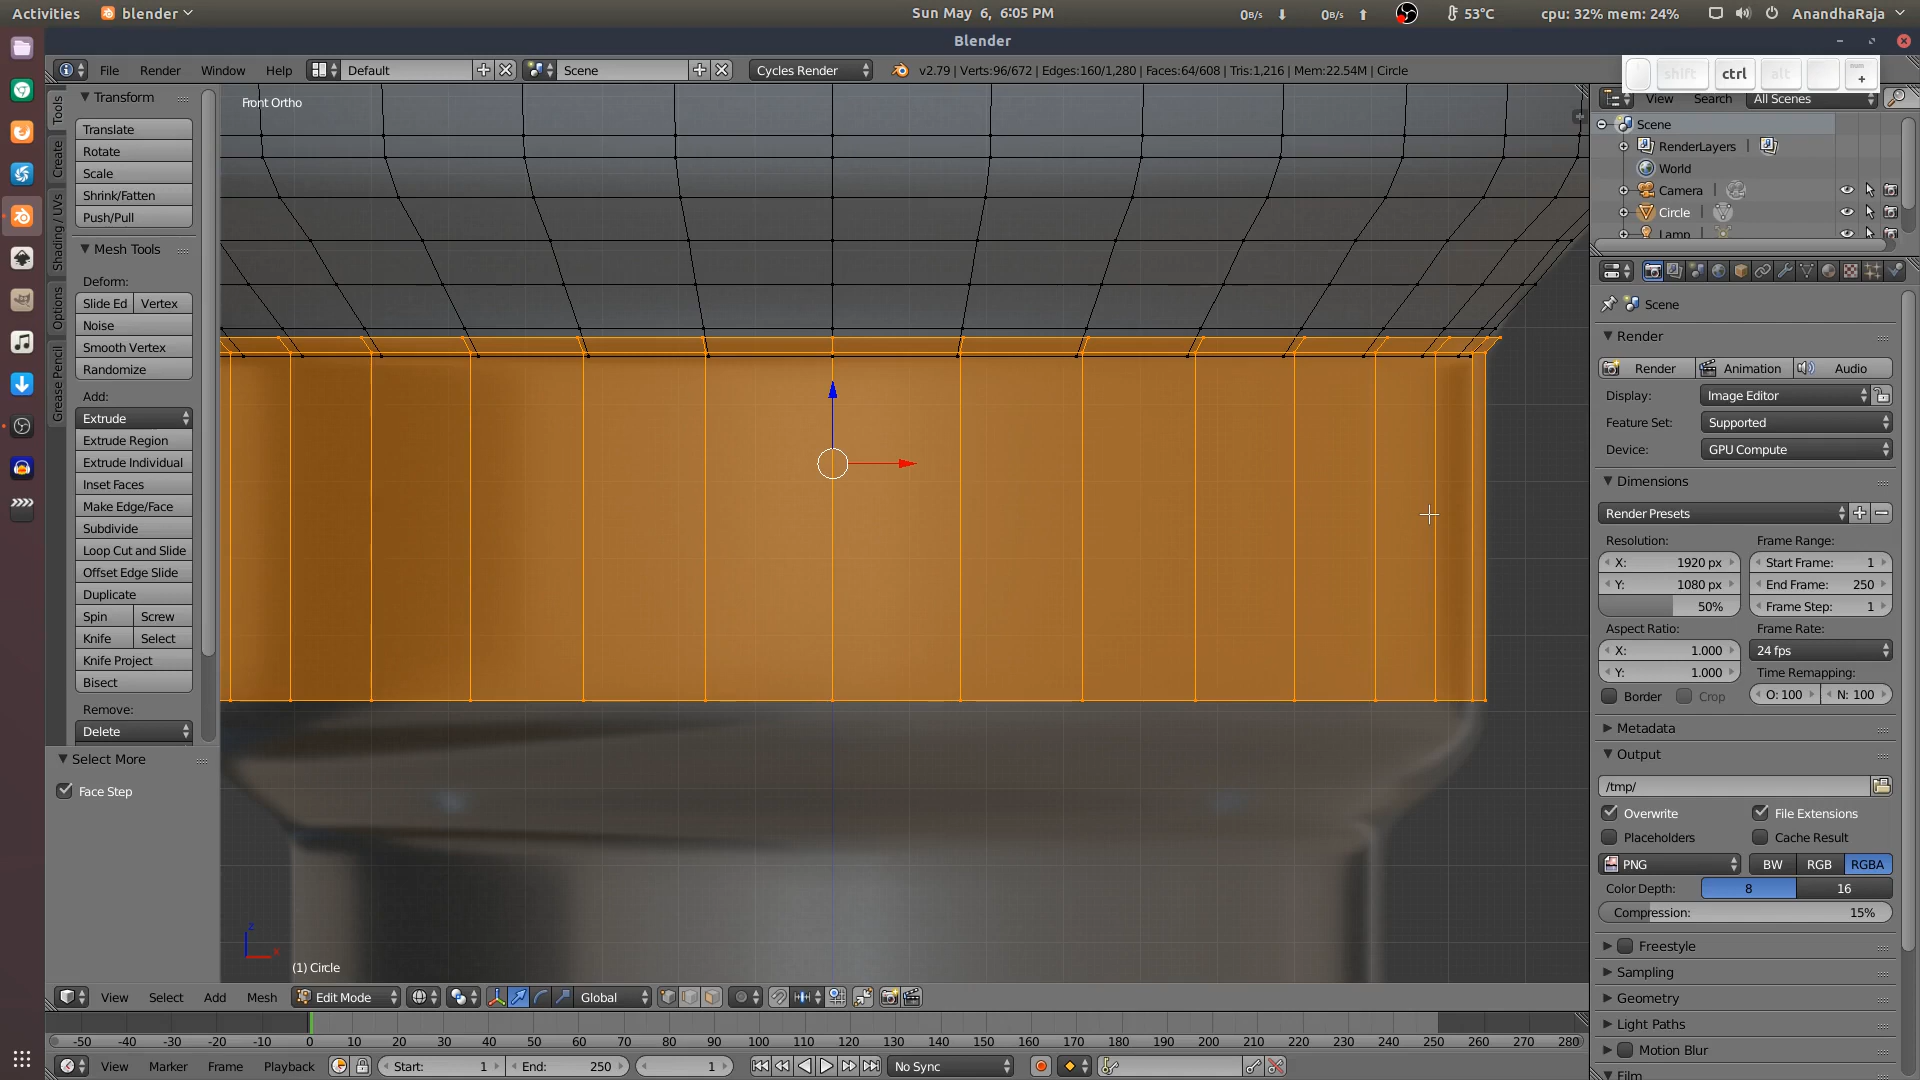 Activities blender Sun May 6, 6:05 PM 0B/s 0B/s 53°C cpu: 32% mem: 24% AnandhaRaja
Blender
File Render Window Help Default Scene Cycles Render v2.79 | Verts:96/672 | Edges:160/1,280 | Faces:64/608 | Tris:1,216 | Mem:22.54M | Circle
shift ctrl alt
View Search All Scenes
Tools
Create
Shading / UVs
Options
Grease Pencil
Transform
Translate
Rotate
Scale
Shrink/Fatten
Push/Pull
Mesh Tools
Deform:
Slide Ed Vertex
Noise
Smooth Vertex
Randomize
Add:
Extrude
Extrude Region
Extrude Individual
Inset Faces
Make Edge/Face
Subdivide
Loop Cut and Slide
Offset Edge Slide
Duplicate
Spin Screw
Knife Select
Knife Project
Bisect
Remove:
Delete
Select More
Face Step
Front Ortho
z
x
(1) Circle
Scene
RenderLayers
World
Camera
Circle
Lamp
Scene
Render
Render Animation Audio
Display: Image Editor
Feature Set: Supported
Device: GPU Compute
Dimensions
Render Presets
Resolution: Frame Range:
X: 1920 px Start Frame: 1
Y: 1080 px End Frame: 250
50% Frame Step: 1
Aspect Ratio: Frame Rate:
X: 1.000 24 fps
Y: 1.000 Time Remapping:
Border Crop O: 100 N: 100
Metadata
Output
/tmp/
Overwrite File Extensions
Placeholders Cache Result
PNG BW RGB RGBA
Color Depth: 8 16
Compression: 15%
Freestyle
Sampling
Geometry
Light Paths
Motion Blur
Film
View Select Add Mesh Edit Mode Global
-50 -40 -30 -20 -10 0 10 20 30 40 50 60 70 80 90 100 110 120 130 140 150 160 170 180 190 200 210 220 230 240 250 260 270 280
View Marker Frame Playback Start: 1 End: 250 1 No Sync